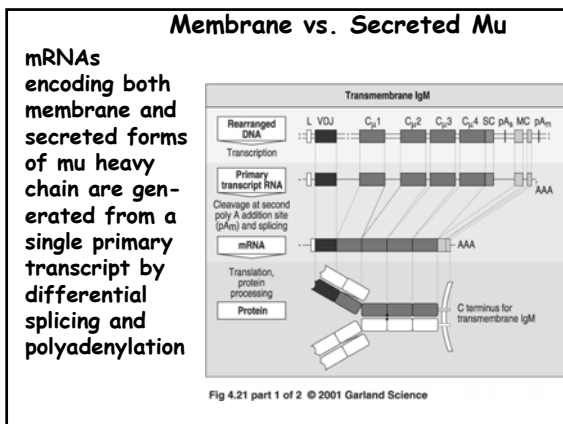 Membrane vs. Secreted Mu
mRNAs
encoding both
membrane and
secreted forms
of mu heavy
chain are gen-
erated from a
single primary
transcript by
differential
splicing and
polyadenylation
Transmembrane IgM
Rearranged
DNA
L VDJ Cμ1 Cμ2 Cμ3 Cμ4 SC pAs MC pAm
Transcription
Primary
transcript RNA
AAA
Cleavage at second
poly A addition site
(pAm) and splicing
mRNA
AAA
Translation,
protein
processing
Protein
C terminus for
transmembrane IgM
Fig 4.21 part 1 of 2 © 2001 Garland Science